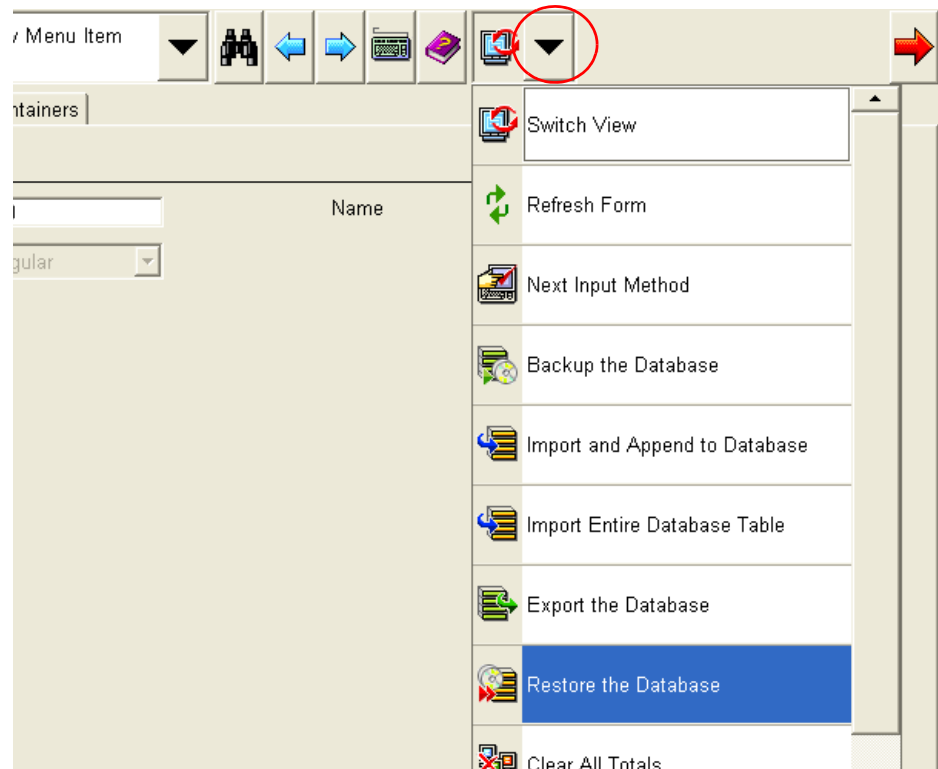 Menu Item
ntainers
Switch View
Name
Refresh Form
gular
Next Input Method
Backup the Database
Import and Append to Database
Import Entire Database Table
Export the Database
Restore the Database
Clear All Totals